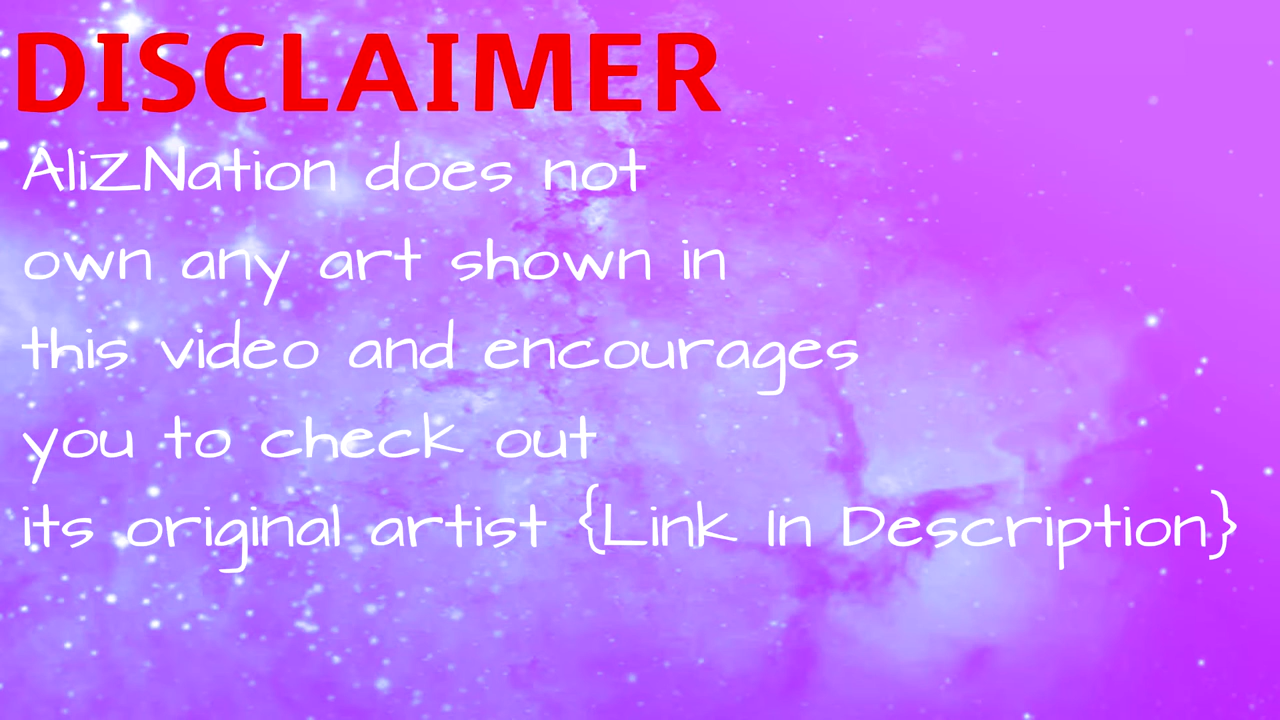 DISCLAIMER
AliZNation does not
own any art shown in
this video and encourages
you to check out
its original artist {Link In Description}